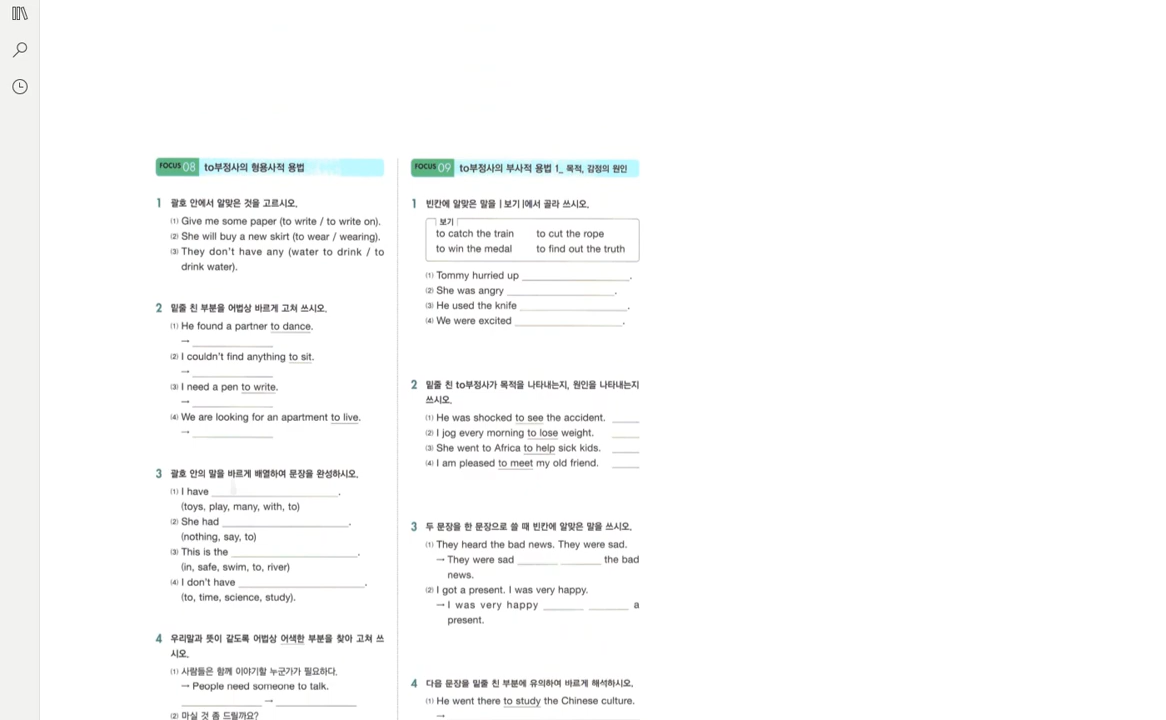 FOCUS 08 to부정사의 형용사적 용법
1 괄호 안에서 알맞은 것을 고르시오.
(1) Give me some paper (to write / to write on).
(2) She will buy a new skirt (to wear / wearing).
(3) They don't have any (water to drink / to
drink water).
2 밑줄 친 부분을 어법상 바르게 고쳐 쓰시오.
(1) He found a partner to dance.
→ ____________
(2) I couldn't find anything to sit.
→ ____________
(3) I need a pen to write.
→ ____________
(4) We are looking for an apartment to live.
→ ____________
3 괄호 안의 말을 바르게 배열하여 문장을 완성하시오.
(1) I have ____________.
(toys, play, many, with, to)
(2) She had ____________.
(nothing, say, to)
(3) This is the ____________.
(in, safe, swim, to, river)
(4) I don't have ____________.
(to, time, science, study).
4 우리말과 뜻이 같도록 어법상 어색한 부분을 찾아 고쳐 쓰
시오.
(1) 사람들은 함께 이야기할 누군가가 필요하다.
→ People need someone to talk.
____________ → ____________
(2) 마실 것 좀 드릴까요?
FOCUS 09 to부정사의 부사적 용법 1_ 목적, 감정의 원인
1 빈칸에 알맞은 말을 | 보기 |에서 골라 쓰시오.
보기
to catch the train to cut the rope
to win the medal to find out the truth
(1) Tommy hurried up ____________.
(2) She was angry ____________.
(3) He used the knife ____________.
(4) We were excited ____________.
2 밑줄 친 to부정사가 목적을 나타내는지, 원인을 나타내는지
쓰시오.
(1) He was shocked to see the accident. ____
(2) I jog every morning to lose weight. ____
(3) She went to Africa to help sick kids. ____
(4) I am pleased to meet my old friend. ____
3 두 문장을 한 문장으로 쓸 때 빈칸에 알맞은 말을 쓰시오.
(1) They heard the bad news. They were sad.
→ They were sad ______ ______ the bad
news.
(2) I got a present. I was very happy.
→ I was very happy ______ ______ a
present.
4 다음 문장을 밑줄 친 부분에 유의하여 바르게 해석하시오.
(1) He went there to study the Chinese culture.
→